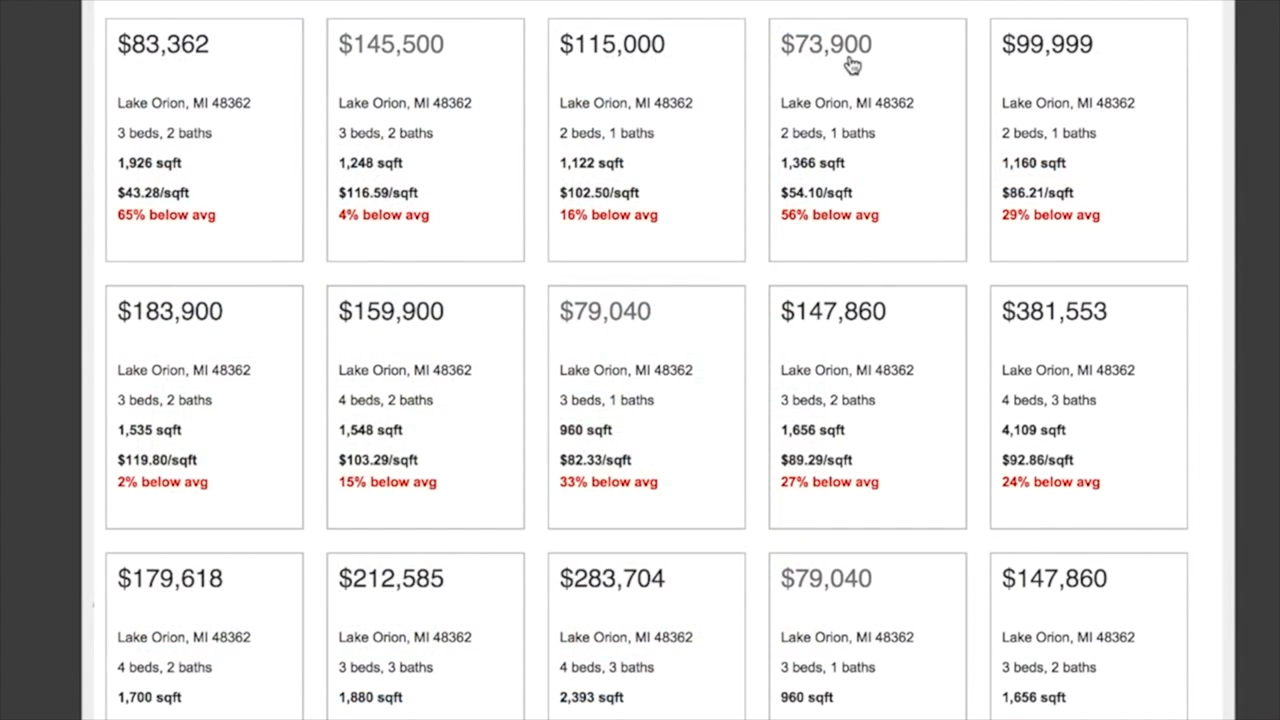 $83,362
Lake Orion, MI 48362
3 beds, 2 baths
1,926 sqft
$43.28/sqft
65% below avg
$145,500
Lake Orion, MI 48362
3 beds, 2 baths
1,248 sqft
$116.59/sqft
4% below avg
$115,000
Lake Orion, MI 48362
2 beds, 1 baths
1,122 sqft
$102.50/sqft
16% below avg
$73,900
Lake Orion, MI 48362
2 beds, 1 baths
1,366 sqft
$54.10/sqft
56% below avg
$99,999
Lake Orion, MI 48362
2 beds, 1 baths
1,160 sqft
$86.21/sqft
29% below avg
$183,900
Lake Orion, MI 48362
3 beds, 2 baths
1,535 sqft
$119.80/sqft
2% below avg
$159,900
Lake Orion, MI 48362
4 beds, 2 baths
1,548 sqft
$103.29/sqft
15% below avg
$79,040
Lake Orion, MI 48362
3 beds, 1 baths
960 sqft
$82.33/sqft
33% below avg
$147,860
Lake Orion, MI 48362
3 beds, 2 baths
1,656 sqft
$89.29/sqft
27% below avg
$381,553
Lake Orion, MI 48362
4 beds, 3 baths
4,109 sqft
$92.86/sqft
24% below avg
$179,618
Lake Orion, MI 48362
4 beds, 2 baths
1,700 sqft
$212,585
Lake Orion, MI 48362
3 beds, 3 baths
1,880 sqft
$283,704
Lake Orion, MI 48362
4 beds, 3 baths
2,393 sqft
$79,040
Lake Orion, MI 48362
3 beds, 1 baths
960 sqft
$147,860
Lake Orion, MI 48362
3 beds, 2 baths
1,656 sqft